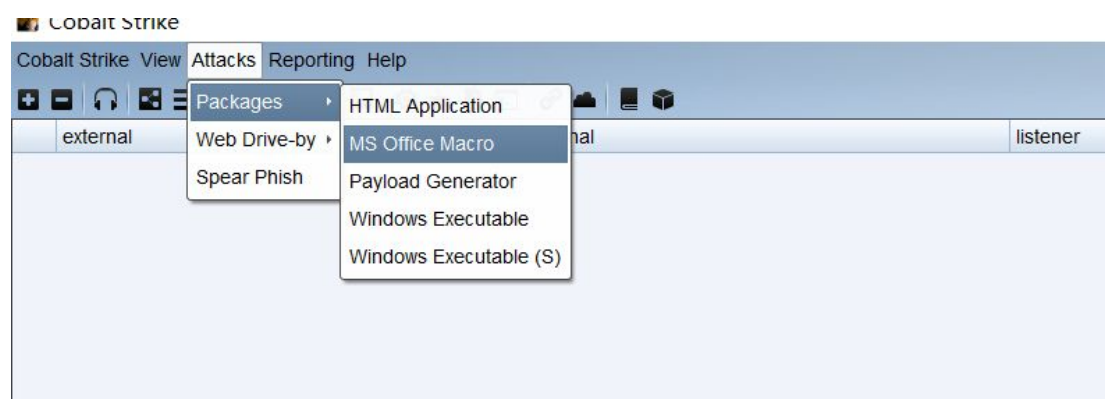 Cobalt Strike
Cobalt Strike View Attacks Reporting Help
Packages
Web Drive-by
Spear Phish
HTML Application
MS Office Macro
Payload Generator
Windows Executable
Windows Executable (S)
external
nal
listener